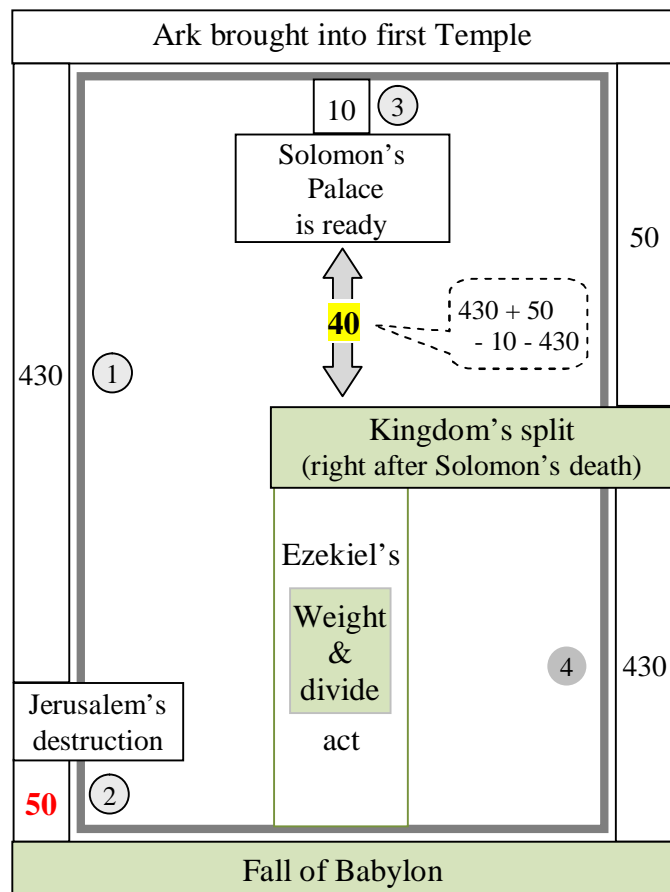 Ark brought into first Temple
10
3
Solomon’s
Palace
is ready
50
40
430 + 50
- 10 - 430
430
1
Kingdom’s split
(right after Solomon’s death)
Ezekiel’s
Weight
&
divide
act
4
430
Jerusalem’s
destruction
50
2
Fall of Babylon